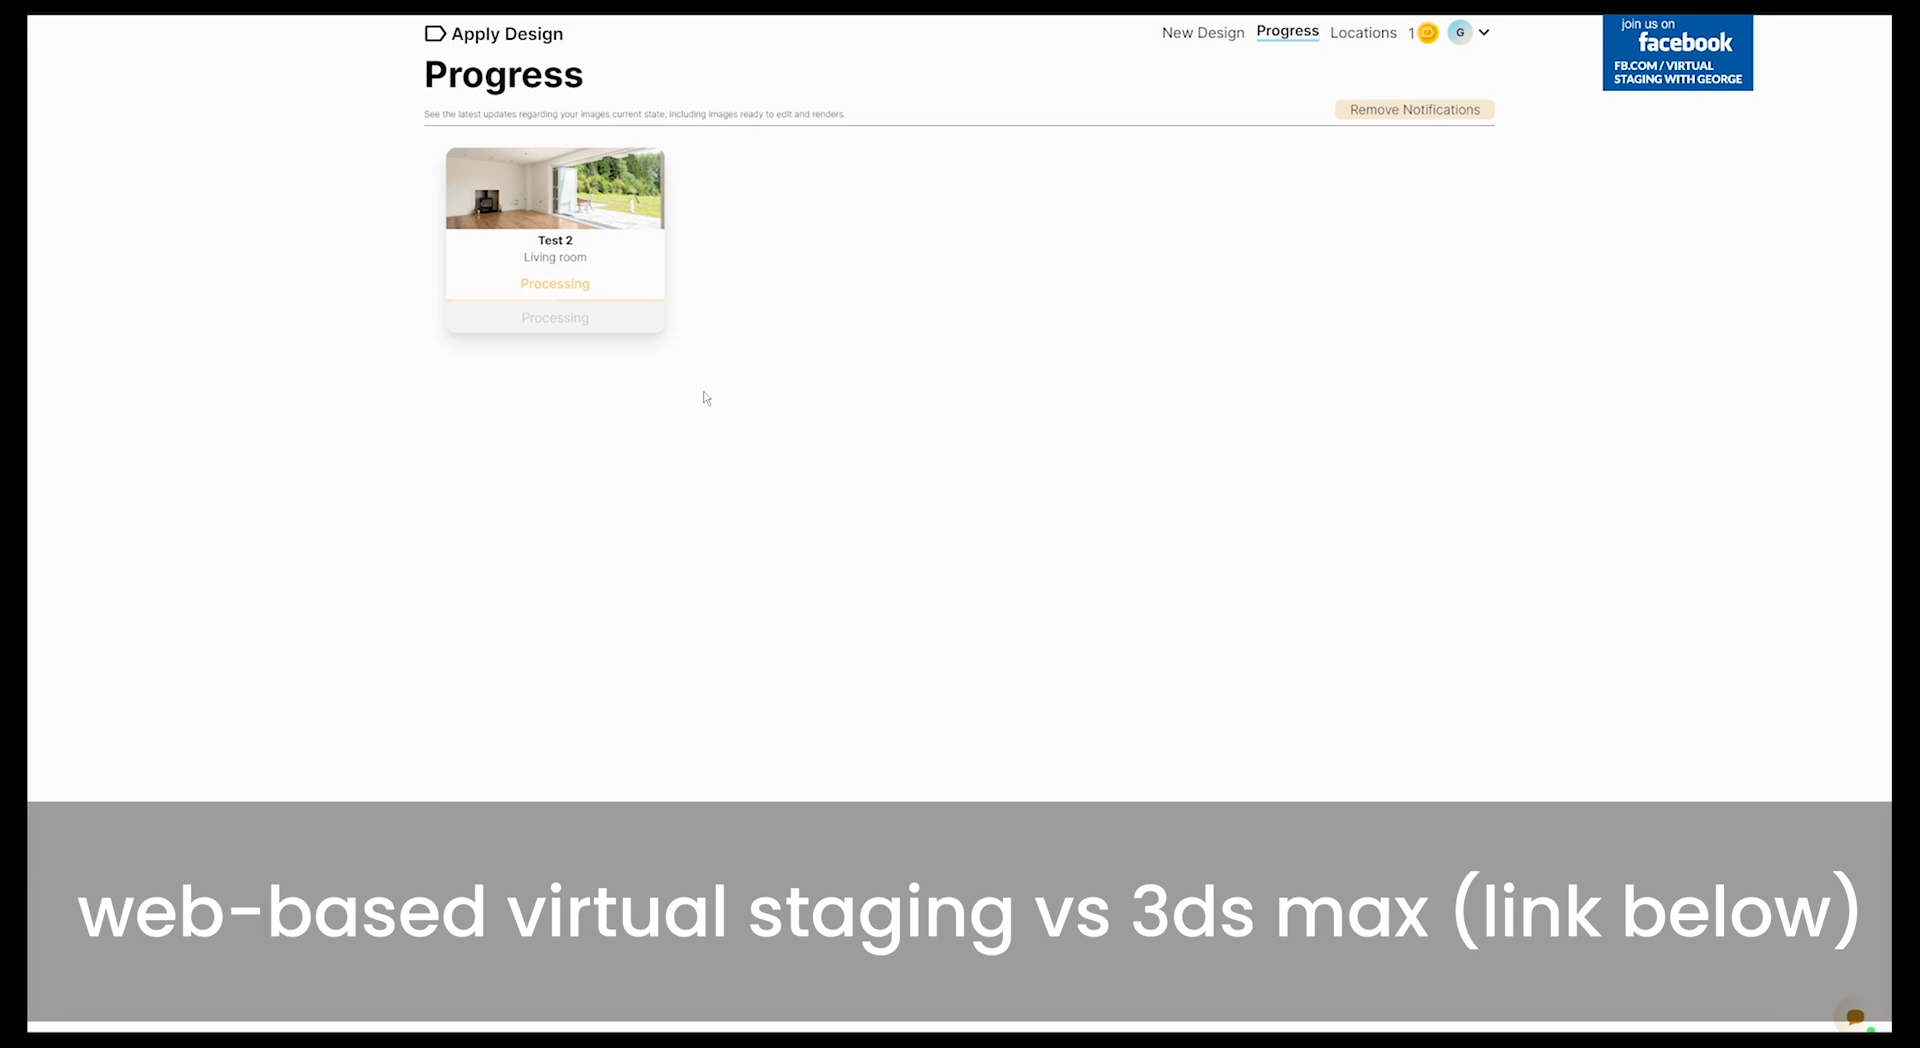 Apply Design
New Design
Progress
Locations
1
G
join us on
facebook
FB.COM / VIRTUAL
STAGING WITH GEORGE
Progress
See the latest updates regarding your images current state, including images ready to edit and renders.
Remove Notifications
Test 2
Living room
Processing
Processing
web-based virtual staging vs 3ds max (link below)